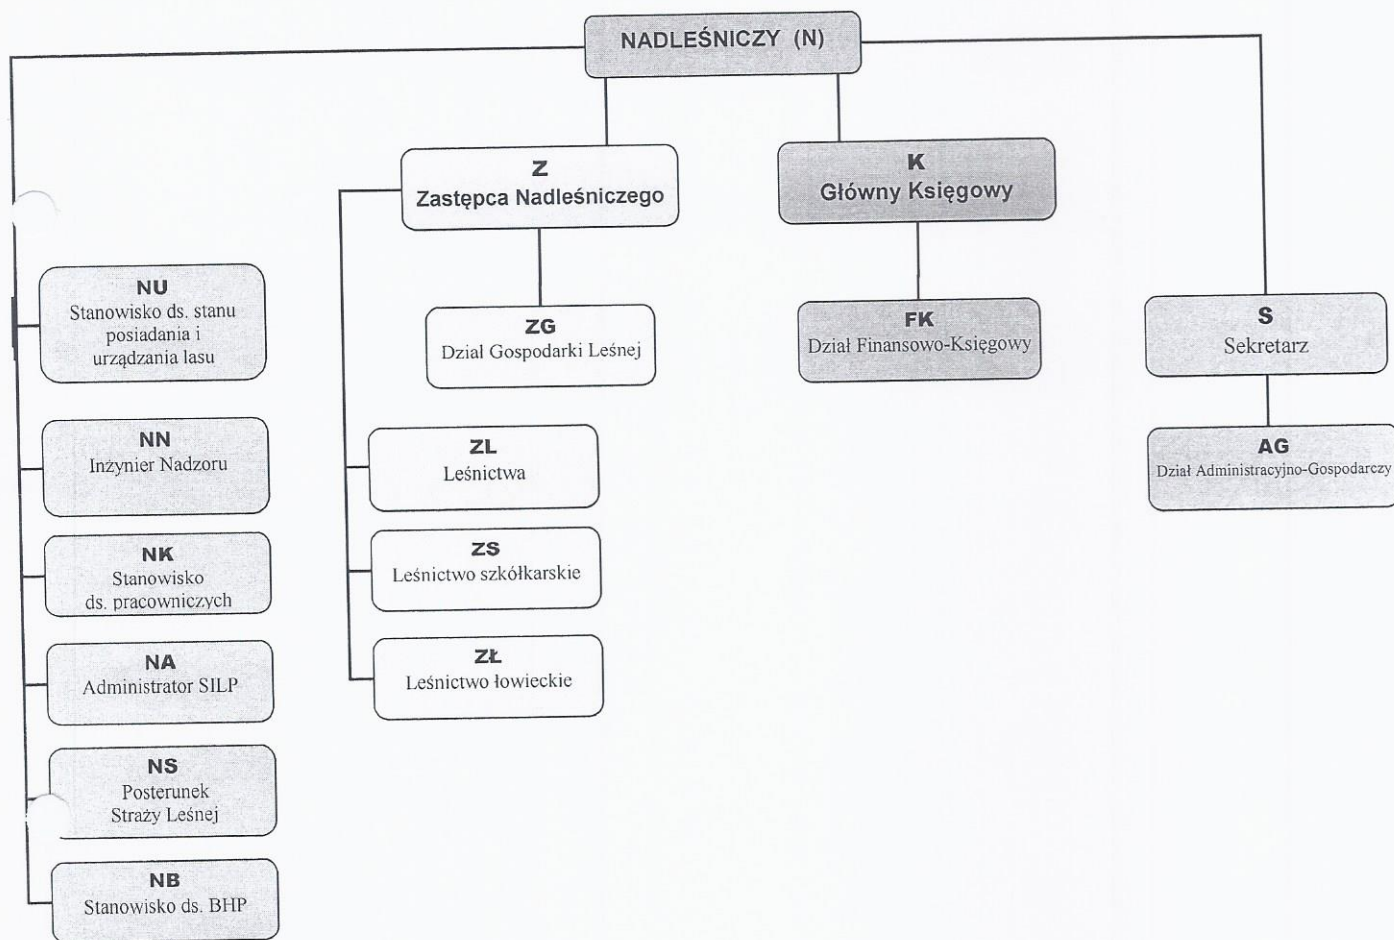 NADLEŚNICZY (N)
Z
Zastępca Nadleśniczego
K
Główny Księgowy
NU
Stanowisko ds. stanu
posiadania i
urządzania lasu
ZG
Dział Gospodarki Leśnej
FK
Dział Finansowo-Księgowy
S
Sekretarz
NN
Inżynier Nadzoru
ZL
Leśnictwa
AG
Dział Administracyjno-Gospodarczy
NK
Stanowisko
ds. pracowniczych
ZS
Leśnictwo szkółkarskie
NA
Administrator SILP
ZŁ
Leśnictwo łowieckie
NS
Posterunek
Straży Leśnej
NB
Stanowisko ds. BHP